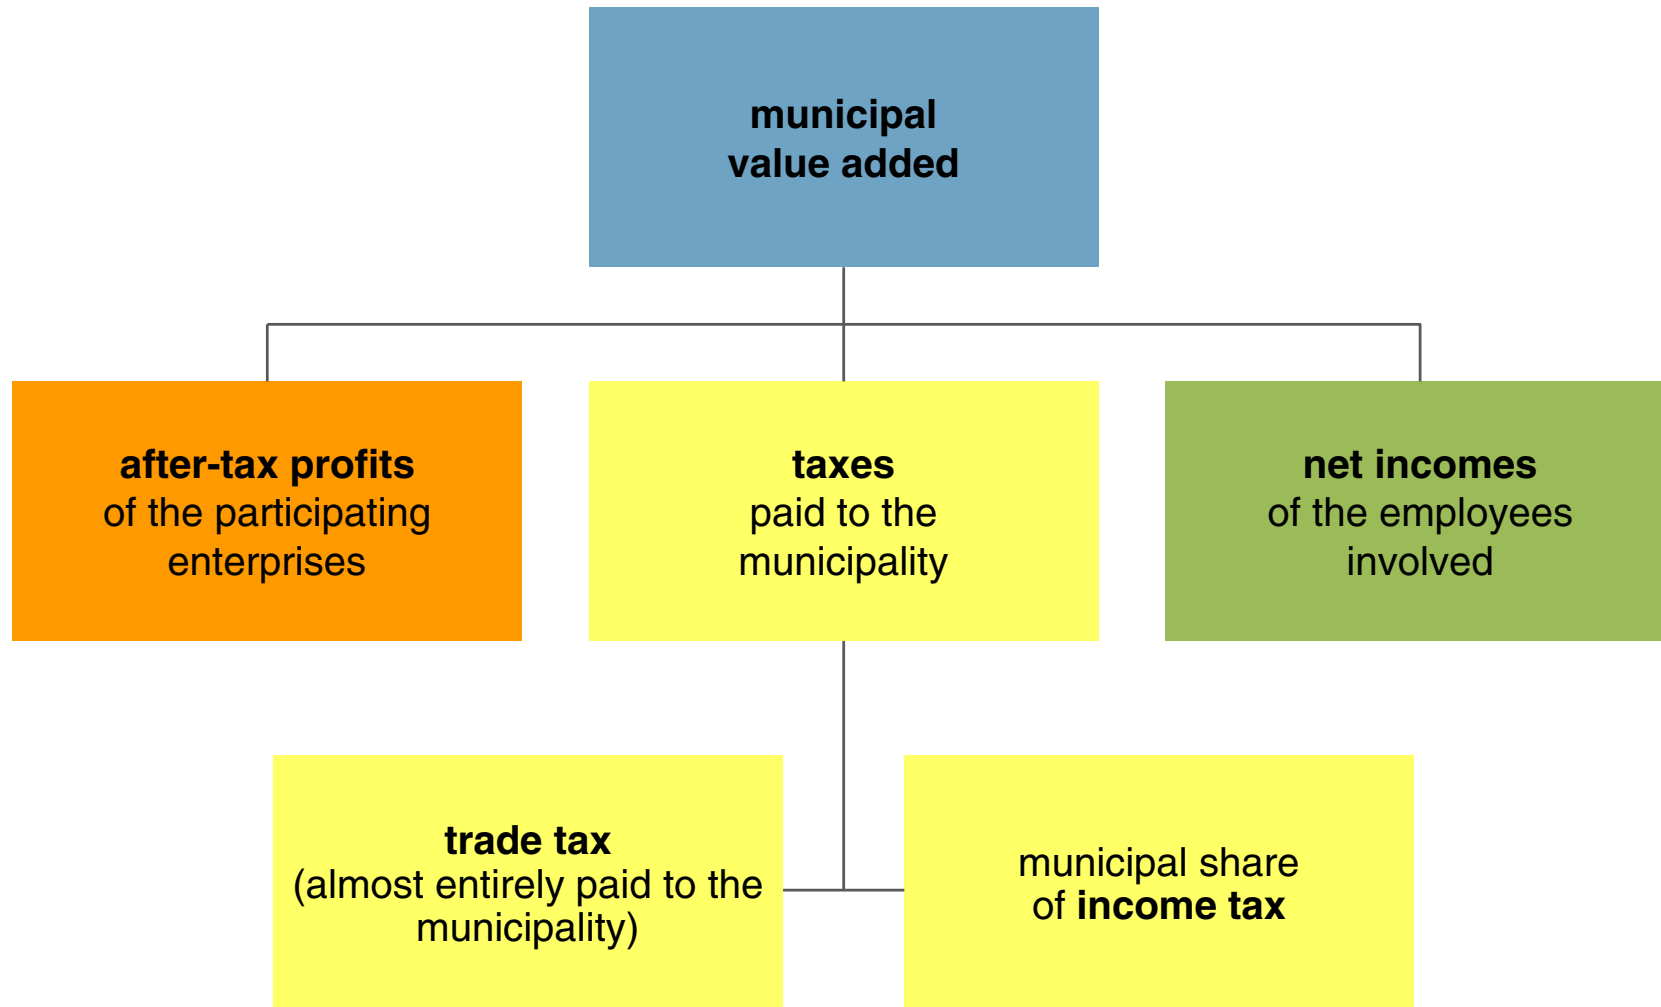 municipal
value added
after-tax profits
of the participating
enterprises
taxes
paid to the
municipality
net incomes
of the employees
involved
trade tax
(almost entirely paid to the
municipality)
municipal share
of income tax